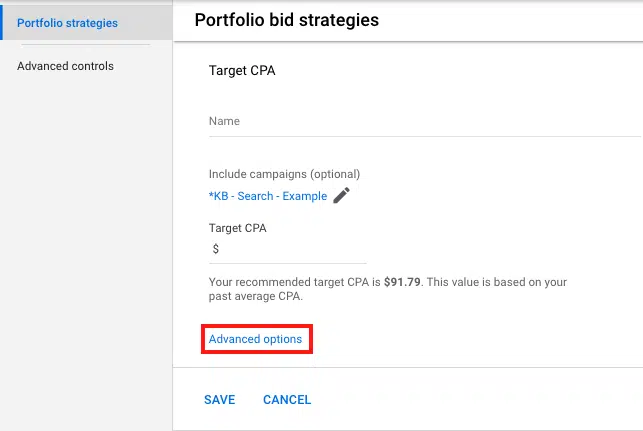 Portfolio strategies
Advanced controls
Portfolio bid strategies
Target CPA
Name
Include campaigns (optional)
*KB - Search - Example
Target CPA
$
Your recommended target CPA is $91.79. This value is based on your
past average CPA.
Advanced options
SAVE CANCEL